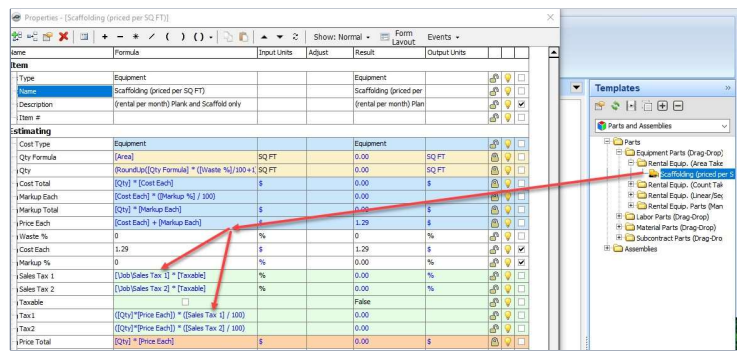 Properties - [Scaffolding (priced per SQ FT)]
Show: Normal
Form Layout
Events
Name Formula Input Units Adjust Result Output Units
Item
Type Equipment Equipment
Name Scaffolding (priced per SQ FT) Scaffolding (priced per
Description (rental per month) Plank and Scaffold only (rental per month) Plan
Item #
Estimating
Cost Type Equipment Equipment
Qty Formula [Area] SQ FT 0.00 SQ FT
Qty (RoundUp([Qty Formula] * ([Waste %]/100+1) SQ FT 0.00 SQ FT
Cost Total [Qty] * [Cost Each] $ 0.00 $
Markup Each [Cost Each] * ([Markup %] / 100) 0.00
Markup Total [Qty] * [Markup Each] $ 0.00 $
Price Each [Cost Each] + [Markup Each] $ 1.29 $
Waste % 0 % 0 %
Cost Each 1.29 $ 1.29 $
Markup % 0 % 0.00 %
Sales Tax 1 [\Job\Sales Tax 1] * [Taxable] % 0.00 %
Sales Tax 2 [\Job\Sales Tax 2] * [Taxable] % 0.00 %
Taxable False
Tax1 ([Qty]*[Price Each]) * ([Sales Tax 1] / 100) 0.00
Tax2 ([Qty]*[Price Each]) * ([Sales Tax 2] / 100) 0.00
Price Total [Qty] * [Price Each] $ 0.00 $
Templates
Parts and Assemblies
Parts
Equipment Parts (Drag-Drop)
Rental Equip. (Area Take
Scaffolding (priced per S
Rental Equip. (Count Tak
Rental Equip. (Linear/Seg
Rental Equip. Parts (Man
Labor Parts (Drag-Drop)
Material Parts (Drag-Drop)
Subcontract Parts (Drag-Dro
Assemblies